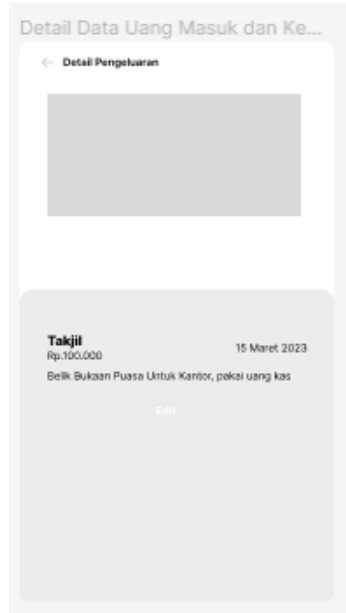 Detail Data Uang Masuk dan Ke...
Detail Pengeluaran
Takjil
Rp.100.000
15 Maret 2023
Belik Bukaan Puasa Untuk Kantor, pakai uang kas
Edit